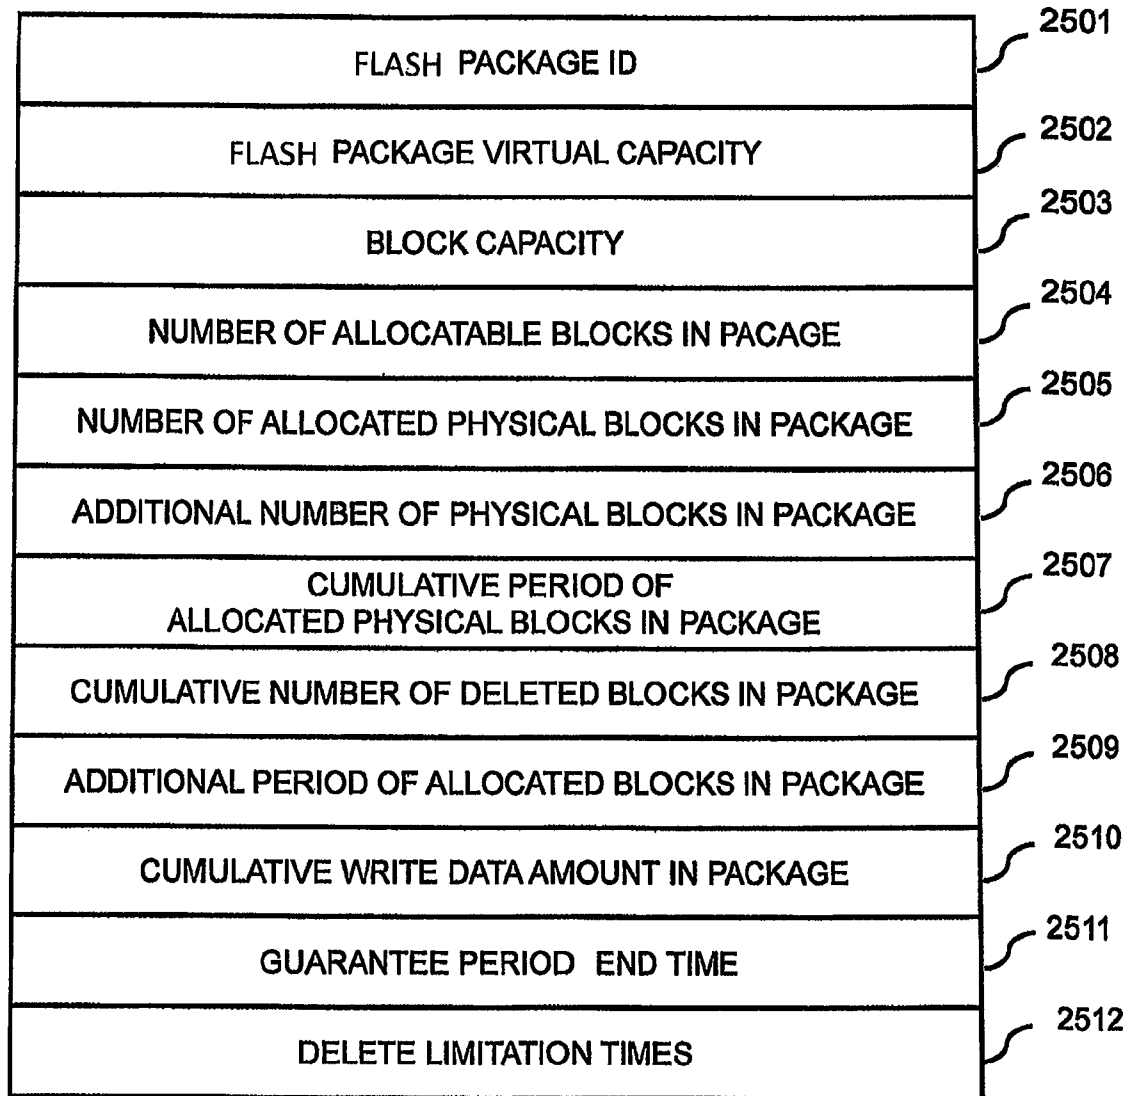 FLASH PACKAGE ID
2501
FLASH PACKAGE VIRTUAL CAPACITY
2502
BLOCK CAPACITY
2503
NUMBER OF ALLOCATABLE BLOCKS IN PACAGE
2504
NUMBER OF ALLOCATED PHYSICAL BLOCKS IN PACKAGE
2505
ADDITIONAL NUMBER OF PHYSICAL BLOCKS IN PACKAGE
2506
CUMULATIVE PERIOD OF
ALLOCATED PHYSICAL BLOCKS IN PACKAGE
2507
CUMULATIVE NUMBER OF DELETED BLOCKS IN PACKAGE
2508
ADDITIONAL PERIOD OF ALLOCATED BLOCKS IN PACKAGE
2509
CUMULATIVE WRITE DATA AMOUNT IN PACKAGE
2510
GUARANTEE PERIOD END TIME
2511
DELETE LIMITATION TIMES
2512